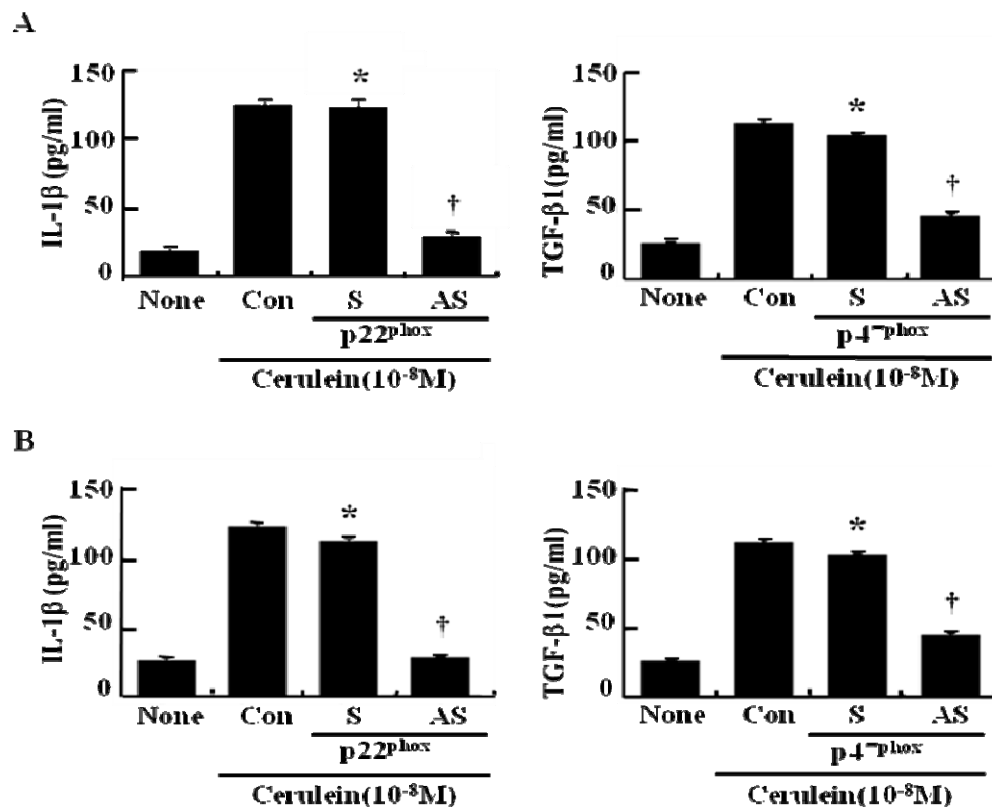 A
IL-1β (pg/ml)
150
100
50
0
*
†
None Con S AS
p22phox
Cerulein(10-8M)
TGF-β1(pg/ml)
150
100
50
0
*
†
None Con S AS
Cerulein(10-8M)
B
IL-1β (pg/ml)
150
100
50
0
*
†
None Con S AS
p22phox
Cerulein(10-8M)
TGF-β1(pg/ml)
150
100
50
0
*
†
None Con S AS
Cerulein(10-8M)